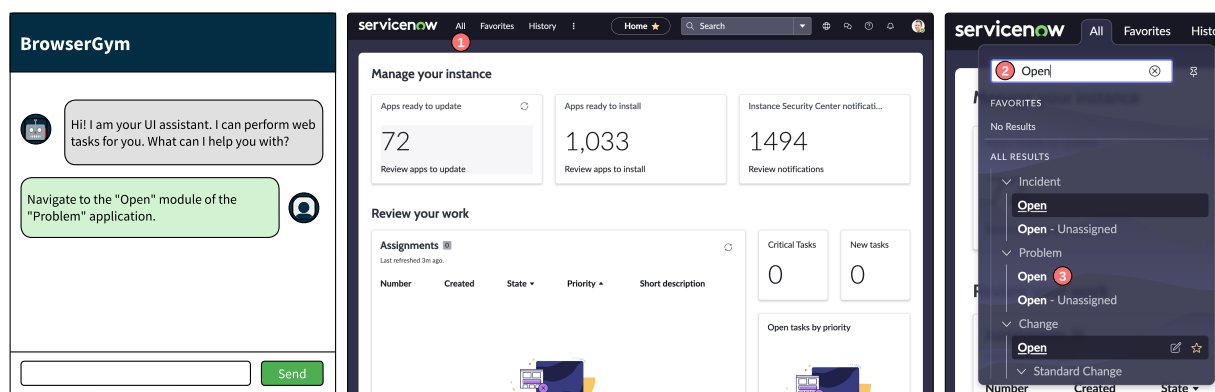 BrowserGym
Hi! I am your UI assistant. I can perform web
tasks for you. What can I help you with?
Navigate to the "Open" module of the
"Problem" application.
Send
servicenow All Favorites History Home Search
1
Manage your instance
Apps ready to update
72
Review apps to update
Apps ready to install
1,033
Review apps to install
Instance Security Center notificati...
1494
Review notifications
Review your work
Assignments 0
Last refreshed 3m ago.
Number Created State Priority Short description
Critical Tasks
0
New tasks
0
Open tasks by priority
servicenow All Favorites Histo
2 Open
FAVORITES
No Results
ALL RESULTS
Incident
Open
Open - Unassigned
Problem
Open 3
Open - Unassigned
Change
Open
Standard Change
Number Created State